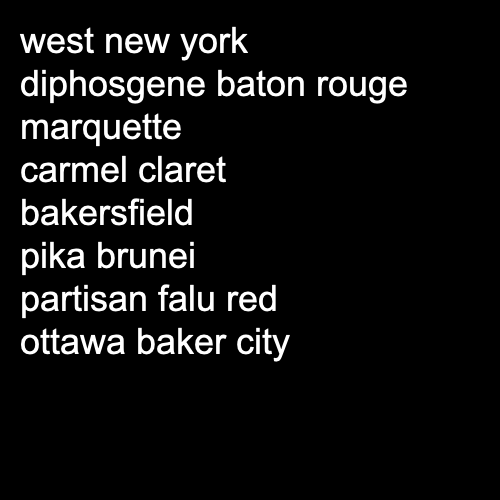 west new york
diphosgene baton rouge
marquette
carmel claret
bakersfield
pika brunei
partisan falu red
ottawa baker city